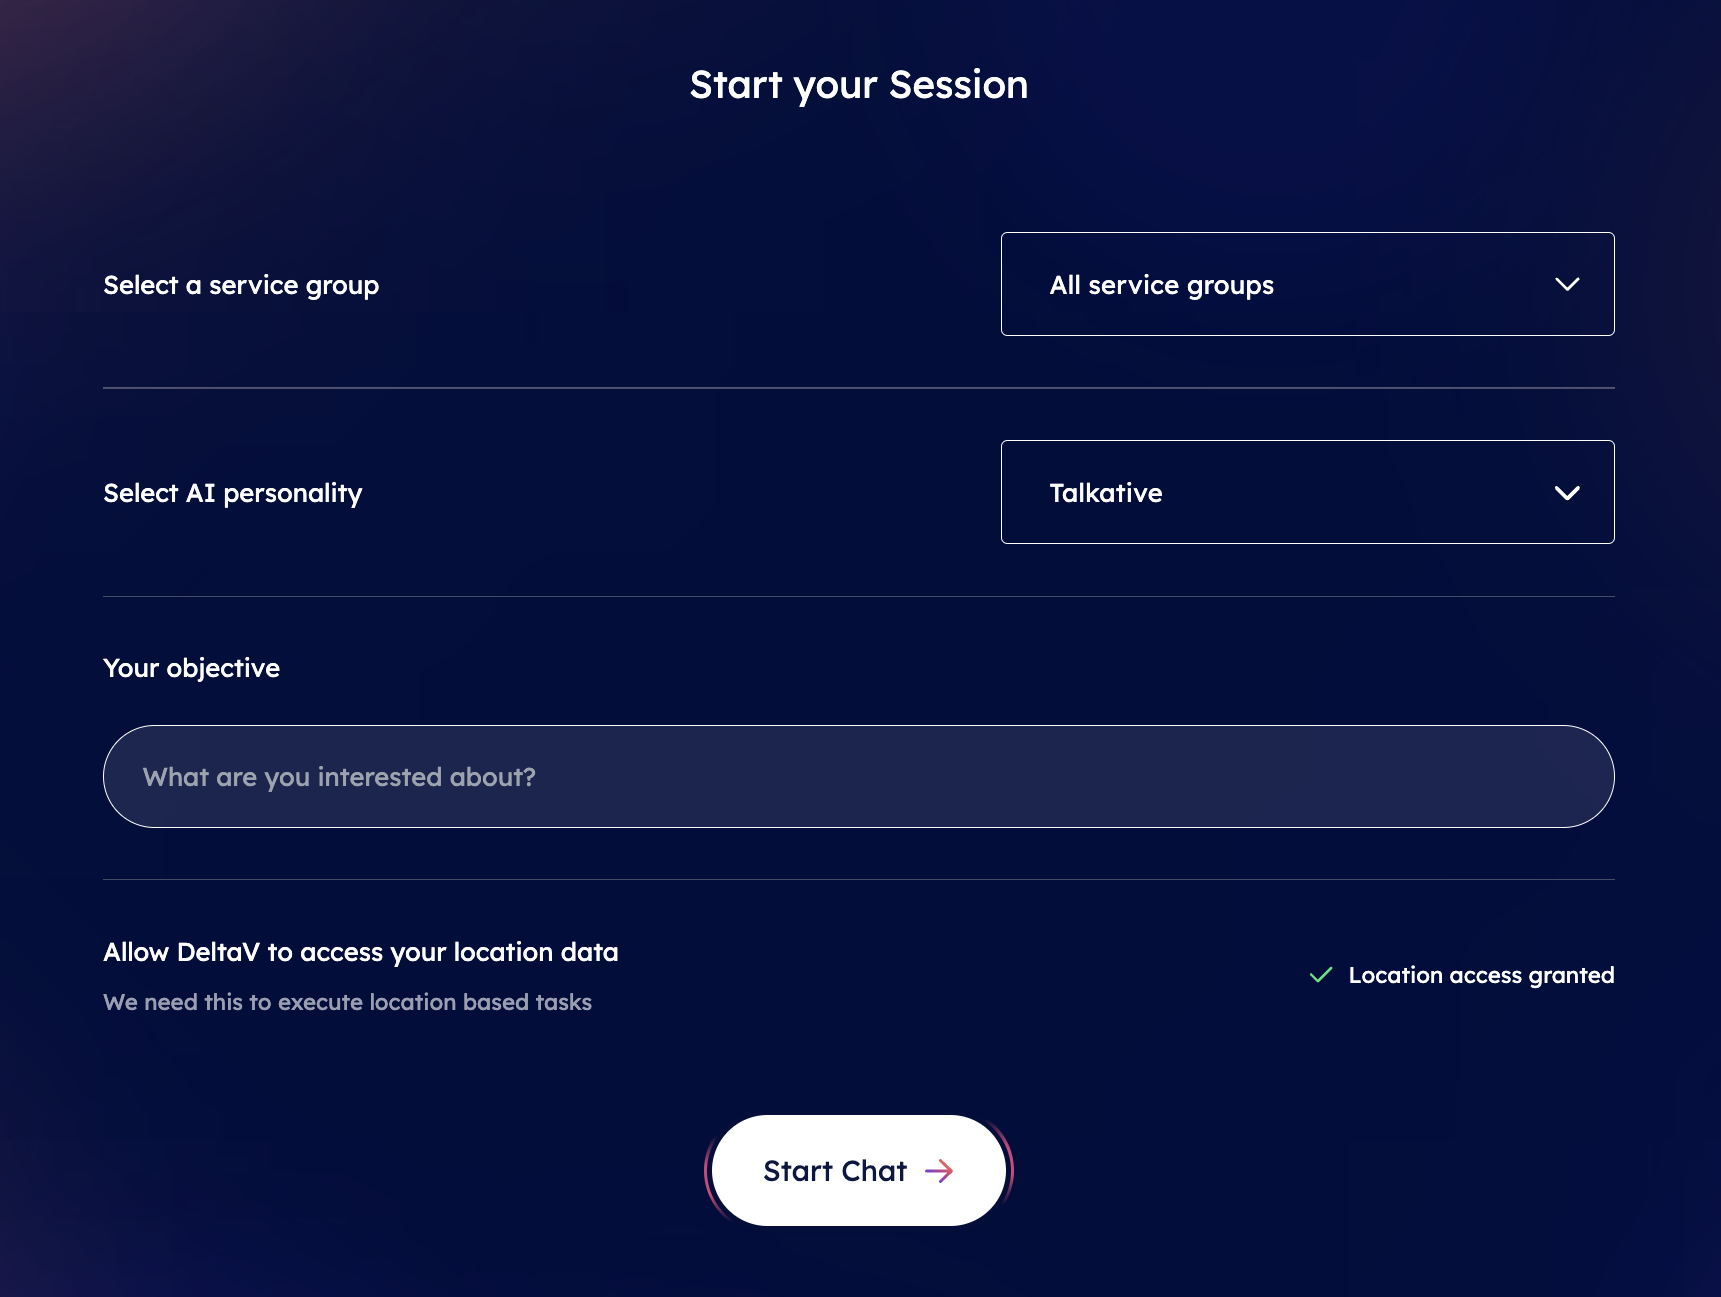 Start your Session
Select a service group
All service groups
Select AI personality
Talkative
Your objective
What are you interested about?
Allow DeltaV to access your location data
We need this to execute location based tasks
Location access granted
Start Chat